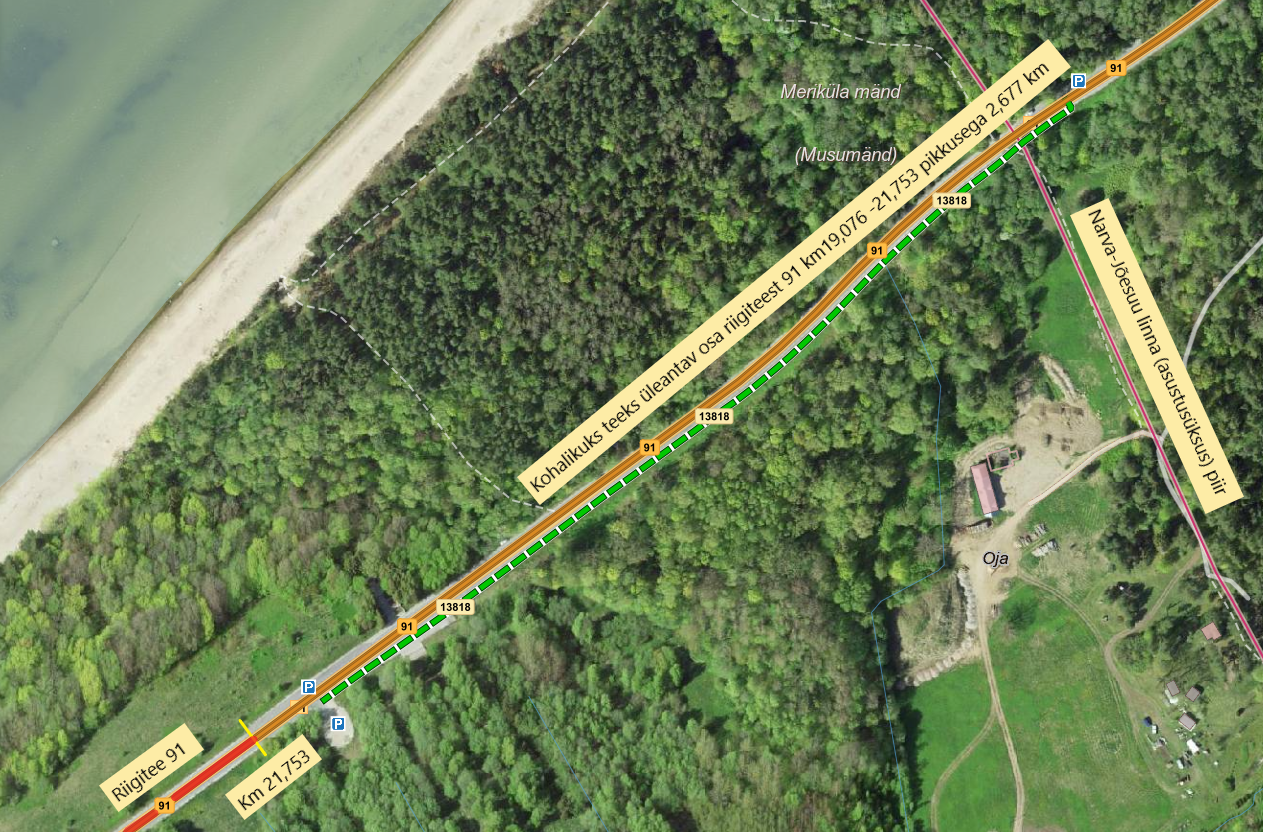 91
P
Meriküla mänd
(Musumänd)
Kohalikuks teeks üleantav osa riigiteest 91 km19,076 -21,753 pikkusega 2,677 km
13818
91
Narva-Jõesuu linna (asustusüksus) piir
13818
91
Oja
13818
91
P
P
Riigitee 91
Km 21,753
91